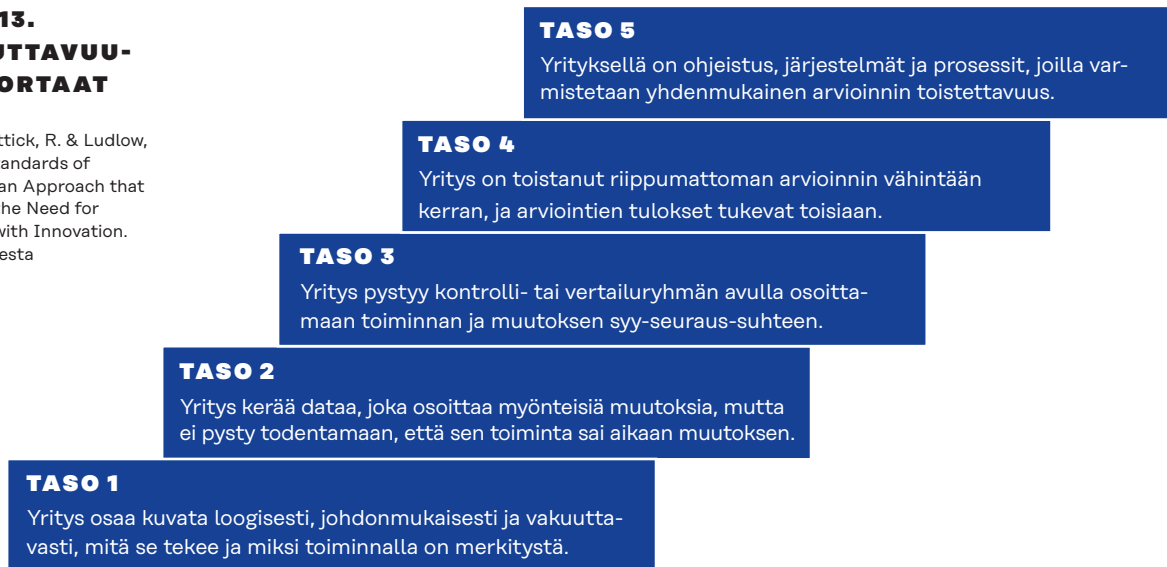 13.
UTTAVUU-
ORTAAT
ttick, R. & Ludlow,
tandards of
an Approach that
the Need for
with Innovation.
esta
TASO 5
Yrityksellä on ohjeistus, järjestelmät ja prosessit, joilla var-
mistetaan yhdenmukainen arvioinnin toistettavuus.
TASO 4
Yritys on toistanut riippumattoman arvioinnin vähintään
kerran, ja arviointien tulokset tukevat toisiaan.
TASO 3
Yritys pystyy kontrolli- tai vertailuryhmän avulla osoitta-
maan toiminnan ja muutoksen syy-seuraus-suhteen.
TASO 2
Yritys kerää dataa, joka osoittaa myönteisiä muutoksia, mutta
ei pysty todentamaan, että sen toiminta sai aikaan muutoksen.
TASO 1
Yritys osaa kuvata loogisesti, johdonmukaisesti ja vakuutta-
vasti, mitä se tekee ja miksi toiminnalla on merkitystä.